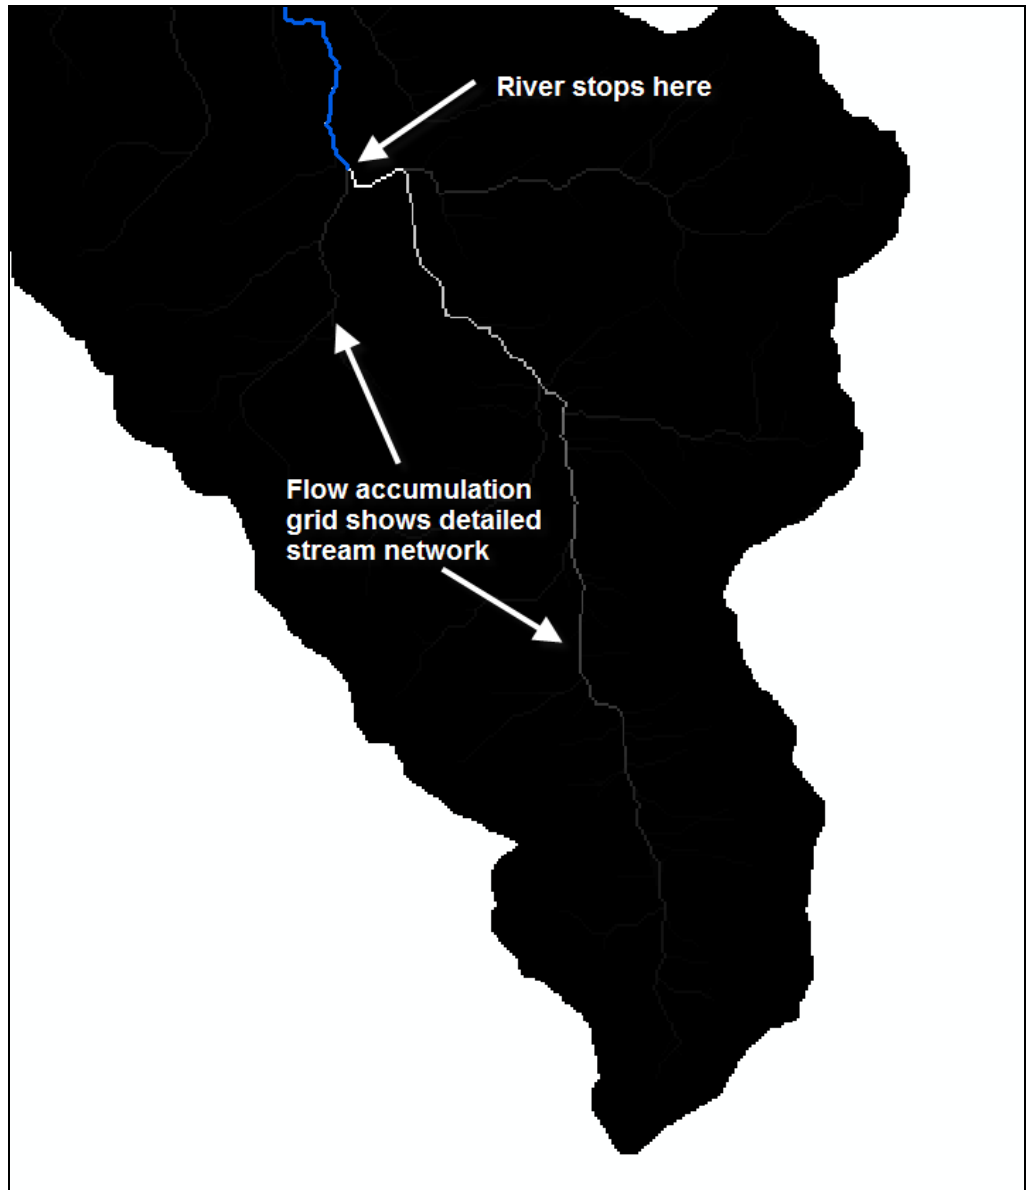 River stops here
Flow accumulation
grid shows detailed
stream network